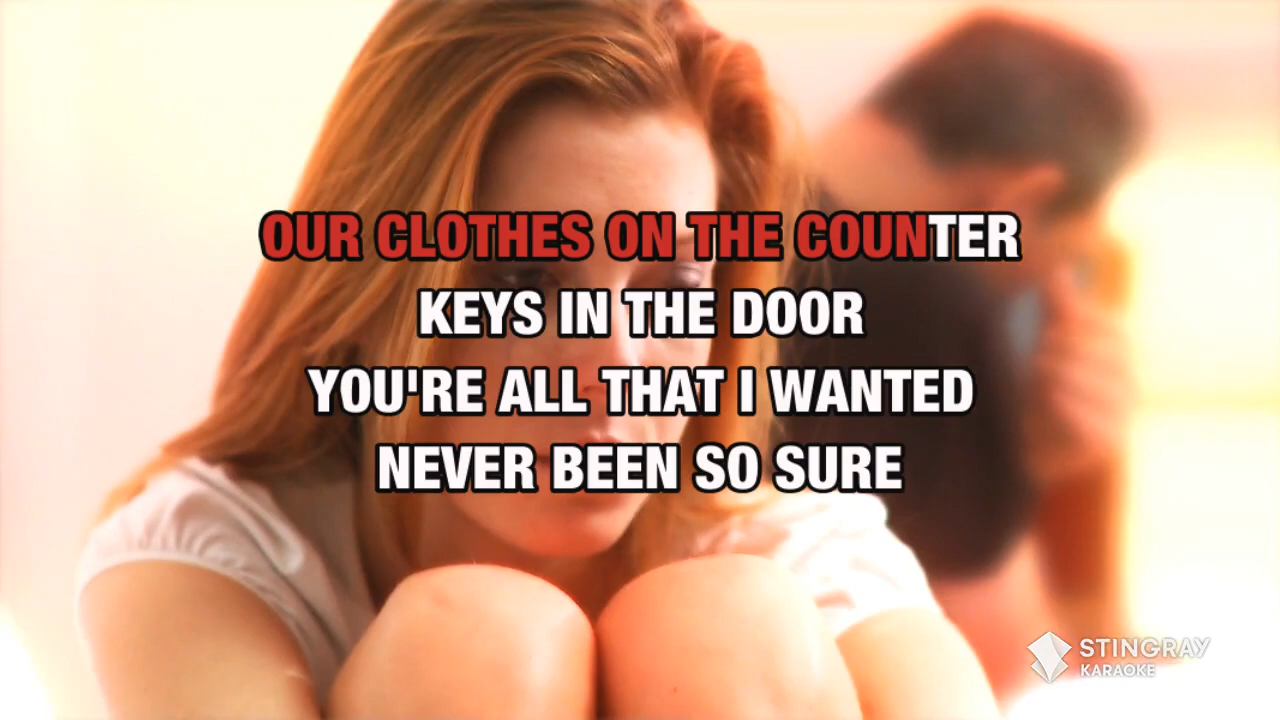 OUR CLOTHES ON THE COUNTER
KEYS IN THE DOOR
YOU'RE ALL THAT I WANTED
NEVER BEEN SO SURE
STINGRAY
KARAOKE